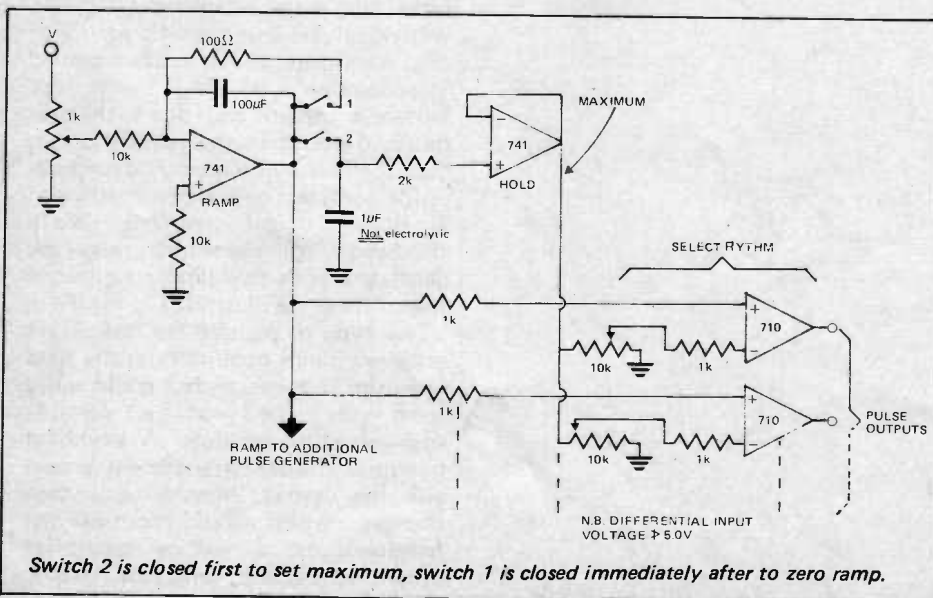 V
100Ω
100µF
1
2
1k
10k
741
RAMP
10k
1µF
Not electrolytic
2k
741
HOLD
MAXIMUM
SELECT RYTHM
1k
710
10k
1k
1k
710
10k
1k
PULSE
OUTPUTS
RAMP TO ADDITIONAL
PULSE GENERATOR
N.B. DIFFERENTIAL INPUT
VOLTAGE ≯ 5.0V
Switch 2 is closed first to set maximum, switch 1 is closed immediately after to zero ramp.